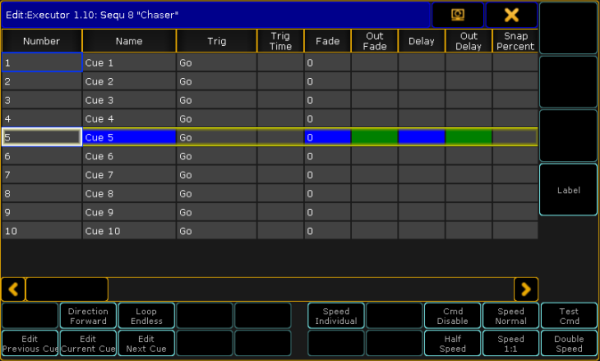 Edit:Executor 1.10: Sequ 8 "Chaser"
Number Name Trig Trig Time Fade Out Fade Delay Out Delay Snap Percent
1 Cue 1 Go 0
2 Cue 2 Go 0
3 Cue 3 Go 0
4 Cue 4 Go 0
5 Cue 5 Go 0
6 Cue 6 Go 0
7 Cue 7 Go 0
8 Cue 8 Go 0
9 Cue 9 Go 0
10 Cue 10 Go 0
Label
Direction Forward
Loop Endless
Speed Individual
Cmd Disable
Speed Normal
Test Cmd
Edit Previous Cue
Edit Current Cue
Edit Next Cue
Half Speed
Speed 1:1
Double Speed